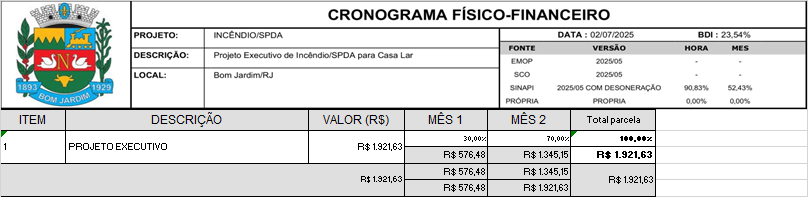 CRONOGRAMA FÍSICO-FINANCEIRO
PROJETO: INCÊNDIO/SPDA DATA : 02/07/2025 BDI : 23,54%
DESCRIÇÃO: Projeto Executivo de Incêndio/SPDA para Casa Lar
LOCAL: Bom Jardim/RJ
FONTE VERSÃO HORA MES
EMOP 2025/05 - -
SCO 2025/05 - -
SINAPI 2025/05 COM DESONERAÇÃO 90,83% 52,43%
PRÓPRIA PROPRIA 0,00% 0,00%
1893 1929
BOM JARDIM
ITEM DESCRIÇÃO VALOR (R$) MÊS 1 MÊS 2 Total parcela
1 PROJETO EXECUTIVO R$ 1.921,63 30,00% 70,00% 100,00%
R$ 576,48 R$ 1.345,15 R$ 1.921,63
R$ 1.921,63 R$ 576,48 R$ 1.345,15 R$ 1.921,63
R$ 576,48 R$ 1.921,63